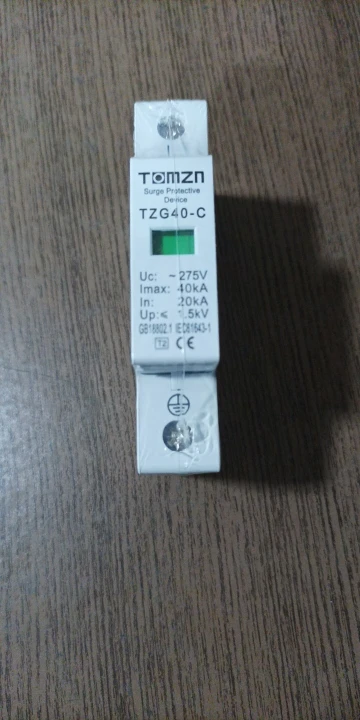 TOMZN
Surge Protective
Device
TZG40-C
Uc: ~275V
Imax: 40kA
In: 20kA
Up:≤ 1.5kV
GB18802.1 IEC61643-1
T2 CE